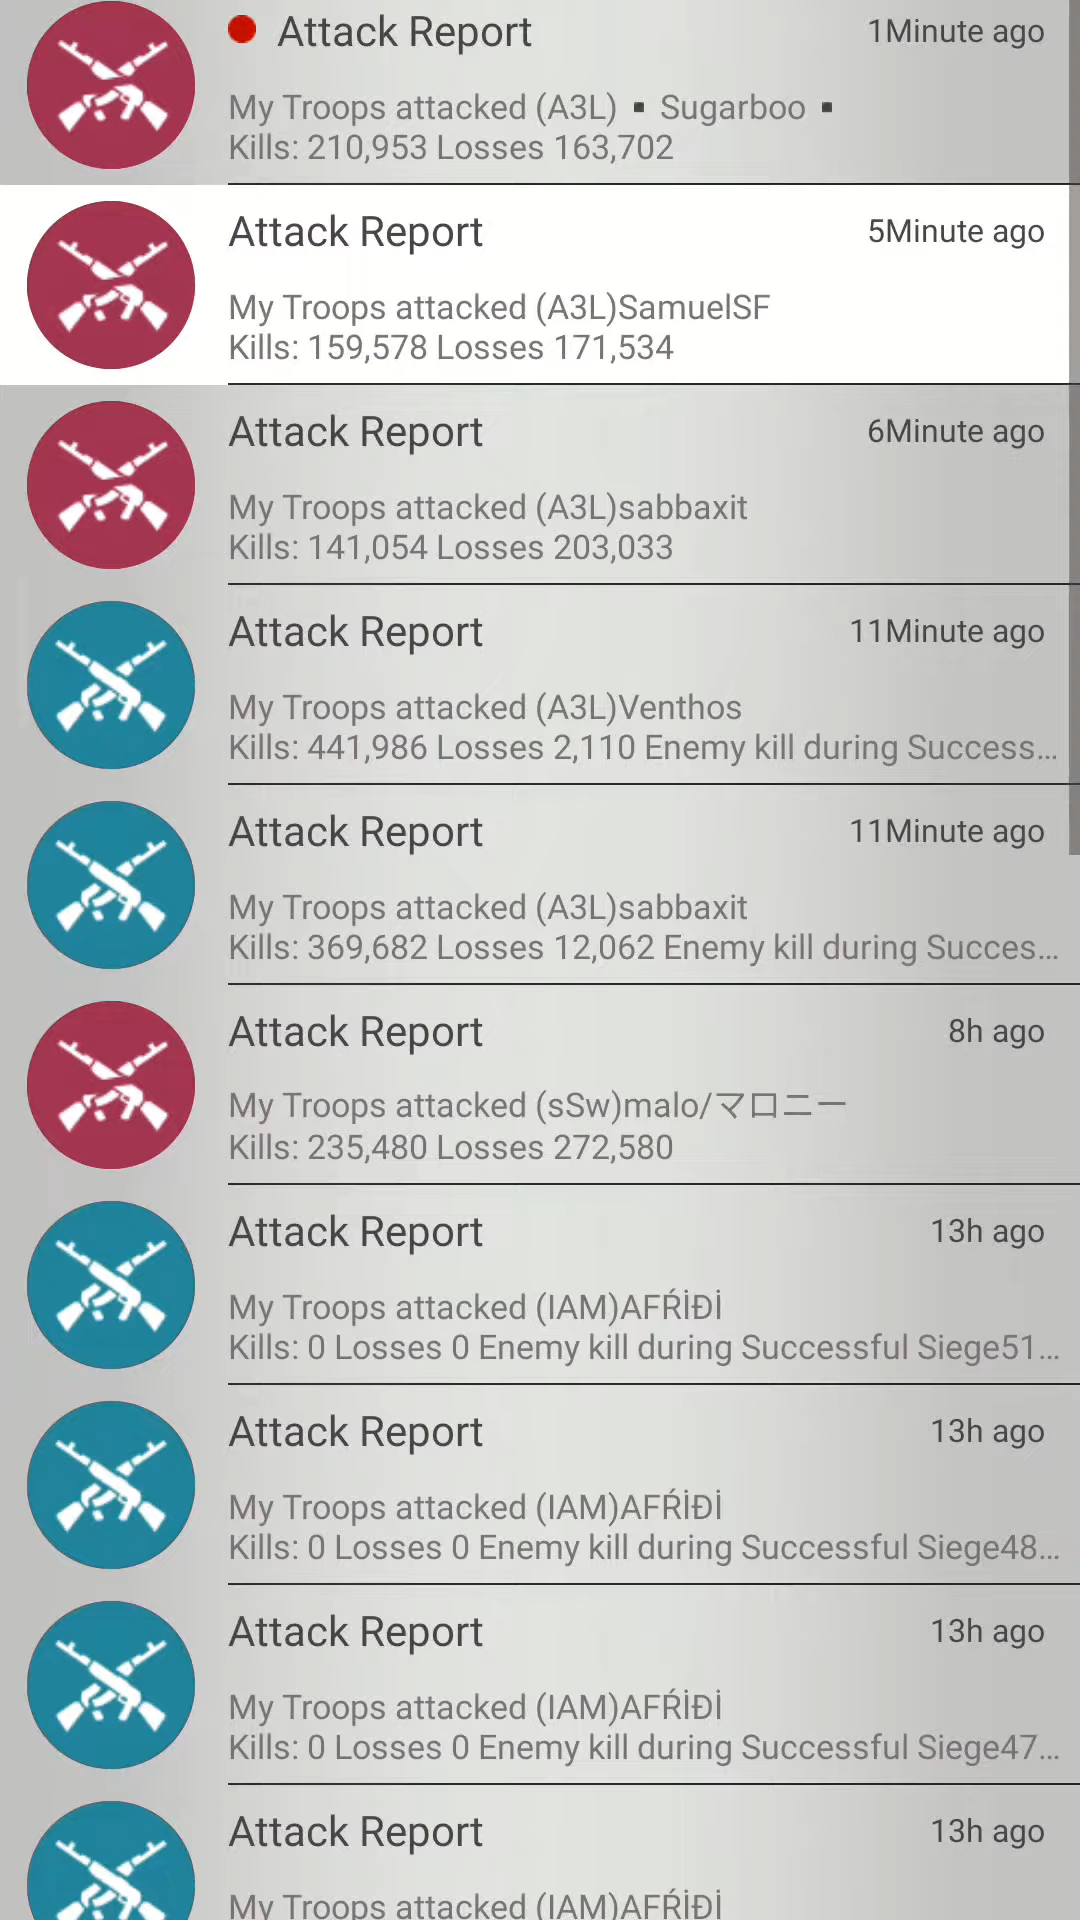 Attack Report 1Minute ago
My Troops attacked (A3L) ▪ Sugarboo ▪
Kills: 210,953 Losses 163,702
Attack Report 5Minute ago
My Troops attacked (A3L)SamuelSF
Kills: 159,578 Losses 171,534
Attack Report 6Minute ago
My Troops attacked (A3L)sabbaxit
Kills: 141,054 Losses 203,033
Attack Report 11Minute ago
My Troops attacked (A3L)Venthos
Kills: 441,986 Losses 2,110 Enemy kill during Success...
Attack Report 11Minute ago
My Troops attacked (A3L)sabbaxit
Kills: 369,682 Losses 12,062 Enemy kill during Succes...
Attack Report 8h ago
My Troops attacked (sSw)malo/マロニー
Kills: 235,480 Losses 272,580
Attack Report 13h ago
My Troops attacked (IAM)AFŔİĐİ
Kills: 0 Losses 0 Enemy kill during Successful Siege51...
Attack Report 13h ago
My Troops attacked (IAM)AFŔİĐİ
Kills: 0 Losses 0 Enemy kill during Successful Siege48...
Attack Report 13h ago
My Troops attacked (IAM)AFŔİĐİ
Kills: 0 Losses 0 Enemy kill during Successful Siege47...
Attack Report 13h ago
My Troops attacked (IAM)AFŔİĐİ